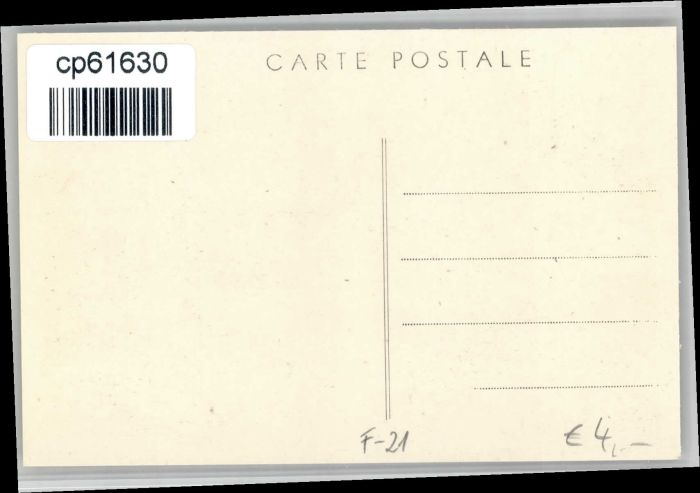 cp61630
CARTE POSTALE
F-21
€ 4,-